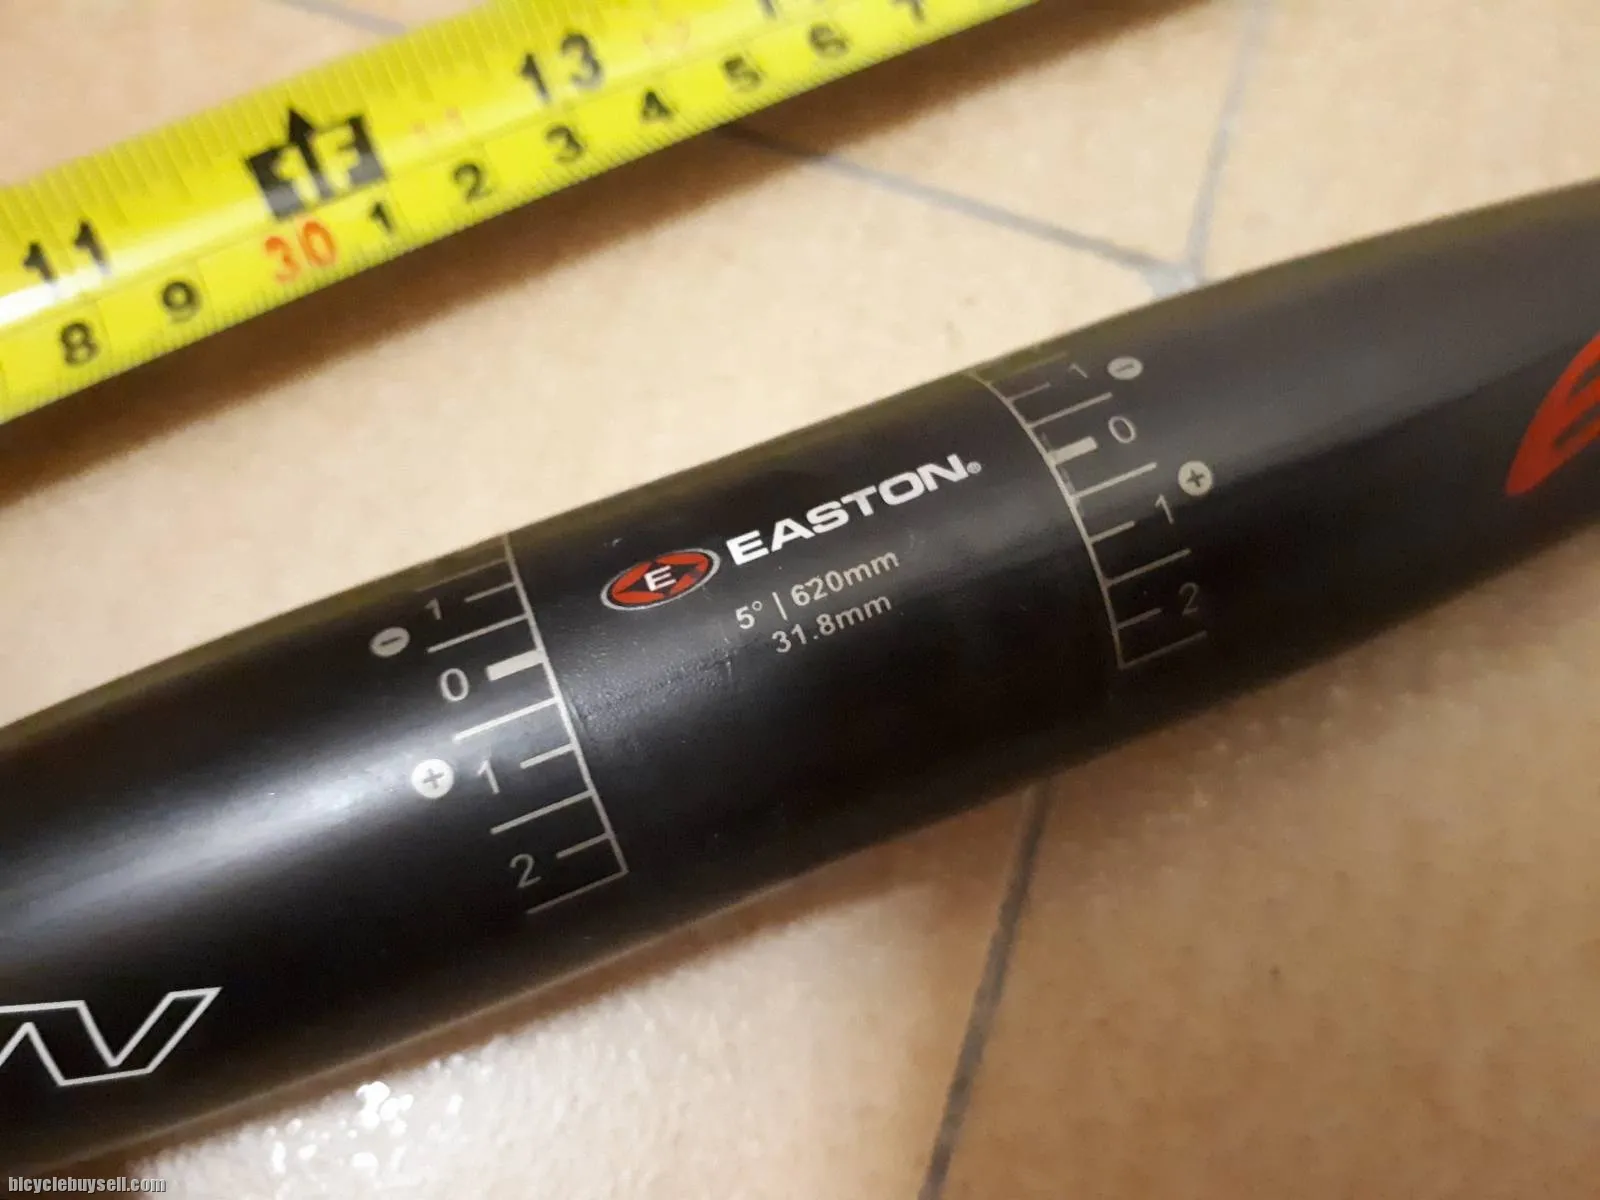 11 1F 13
8 9 30 1 2 3 4 5 6 7
1 −
0
+ 1
2
E EASTON®
5° | 620mm
31.8mm
1
−
0
+ 1
2
bicyclebuysell.com